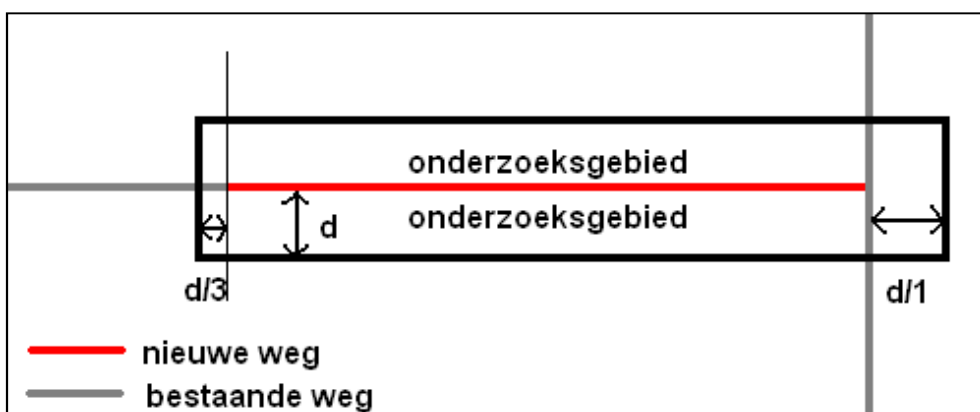 onderzoeksgebied
onderzoeksgebied
d
d/3
d/1
nieuwe weg
bestaande weg